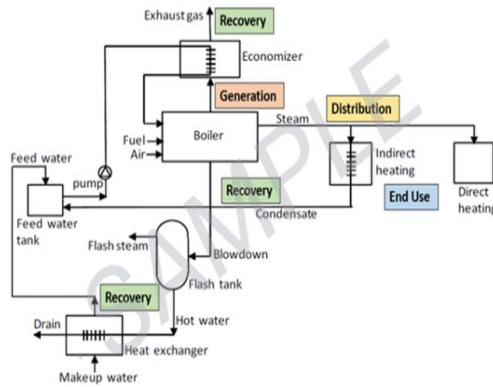 Exhaust gas
Recovery
Economizer
Generation
Steam
Distribution
Boiler
Fuel
Air
Feed water
pump
Indirect
heating
Recovery
End Use
Direct
heating
Feed water
tank
Condensate
Flash steam
Blowdown
Flash tank
Recovery
Hot water
Drain
Heat exchanger
Makeup water
SAMPLE